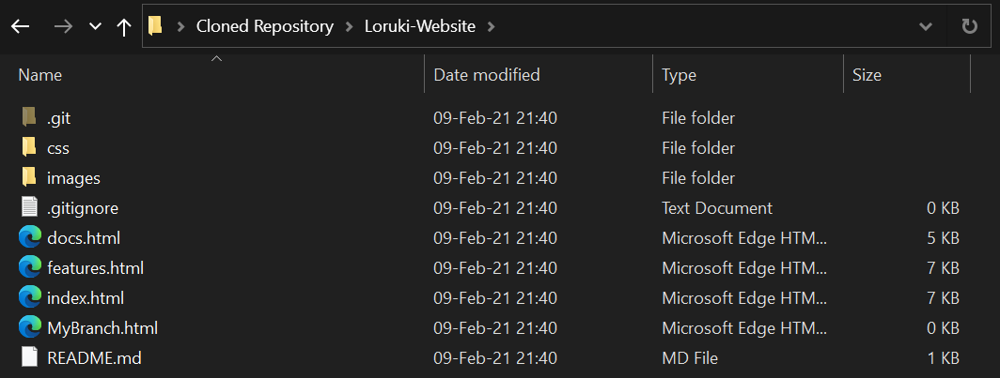 Cloned Repository Loruki-Website
Name Date modified Type Size
.git 09-Feb-21 21:40 File folder
css 09-Feb-21 21:40 File folder
images 09-Feb-21 21:40 File folder
.gitignore 09-Feb-21 21:40 Text Document 0 KB
docs.html 09-Feb-21 21:40 Microsoft Edge HTM... 5 KB
features.html 09-Feb-21 21:40 Microsoft Edge HTM... 7 KB
index.html 09-Feb-21 21:40 Microsoft Edge HTM... 7 KB
MyBranch.html 09-Feb-21 21:40 Microsoft Edge HTM... 0 KB
README.md 09-Feb-21 21:40 MD File 1 KB